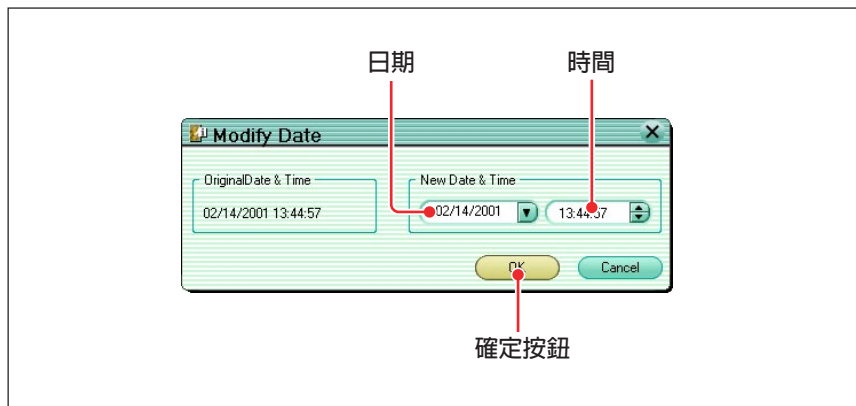 日期 時間
Modify Date
OriginalDate & Time New Date & Time
02/14/2001 13:44:57 02/14/2001 13:44:57
OK Cancel
確定按鈕